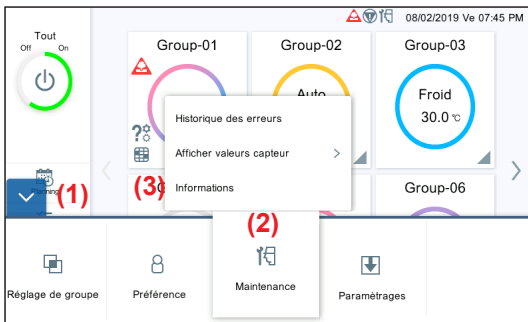 08/02/2019 Ve 07:45 PM
Tout
Off On
Group-01
Group-02
Group-03
Auto
Froid
30.0 °C
Historique des erreurs
Afficher valeurs capteur >
Informations
(1)
(3)
Group-06
(2)
Réglage de groupe
Préférence
Maintenance
Paramètrages